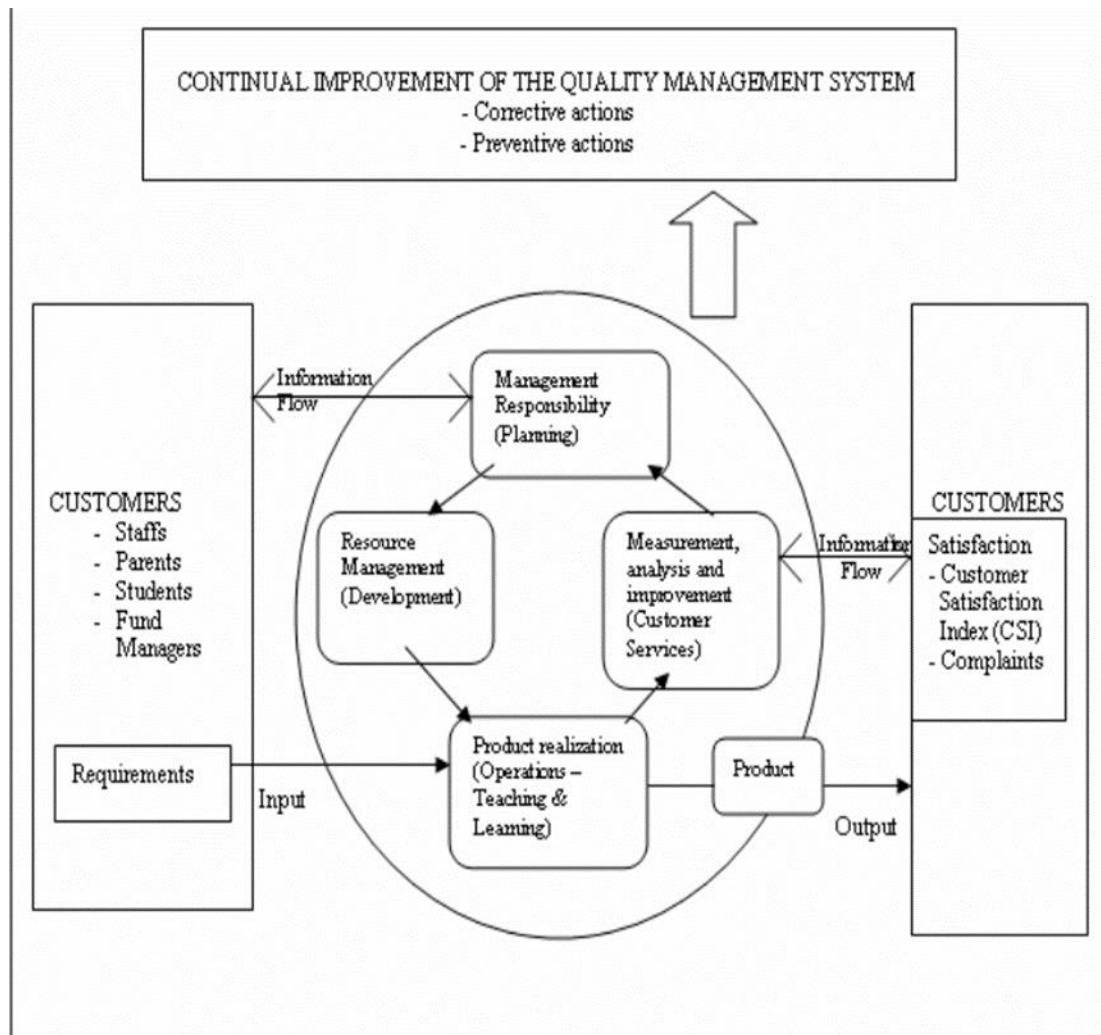 CONTINUAL IMPROVEMENT OF THE QUALITY MANAGEMENT SYSTEM
- Corrective actions
- Preventive actions
Information
Flow
Management
Responsibility
(Planning)
CUSTOMERS
- Staffs
- Parents
- Students
- Fund
Managers
Resource
Management
(Development)
Measurement,
analysis and
improvement
(Customer
Services)
Information
Flow
CUSTOMERS
Satisfaction
- Customer
Satisfaction
Index (CSI)
- Complaints
Requirements
Input
Product realization
(Operations –
Teaching &
Learning)
Product
Output